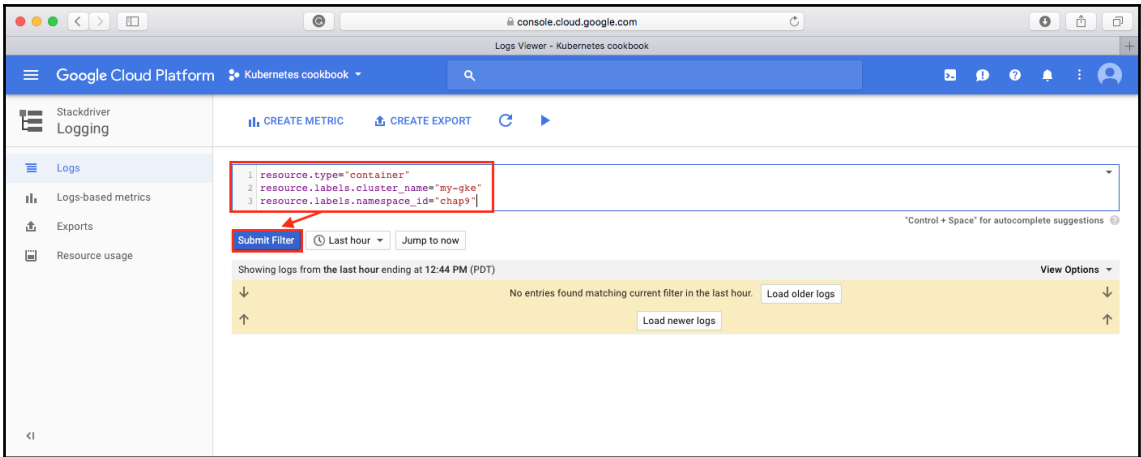 console.cloud.google.com
Logs Viewer - Kubernetes cookbook
Google Cloud Platform Kubernetes cookbook
Stackdriver
Logging
CREATE METRIC CREATE EXPORT
Logs
Logs-based metrics
Exports
Resource usage
1 resource.type="container"
2 resource.labels.cluster_name="my-gke"
3 resource.labels.namespace_id="chap9"
"Control + Space" for autocomplete suggestions
Submit Filter Last hour Jump to now
Showing logs from the last hour ending at 12:44 PM (PDT) View Options
No entries found matching current filter in the last hour. Load older logs
Load newer logs